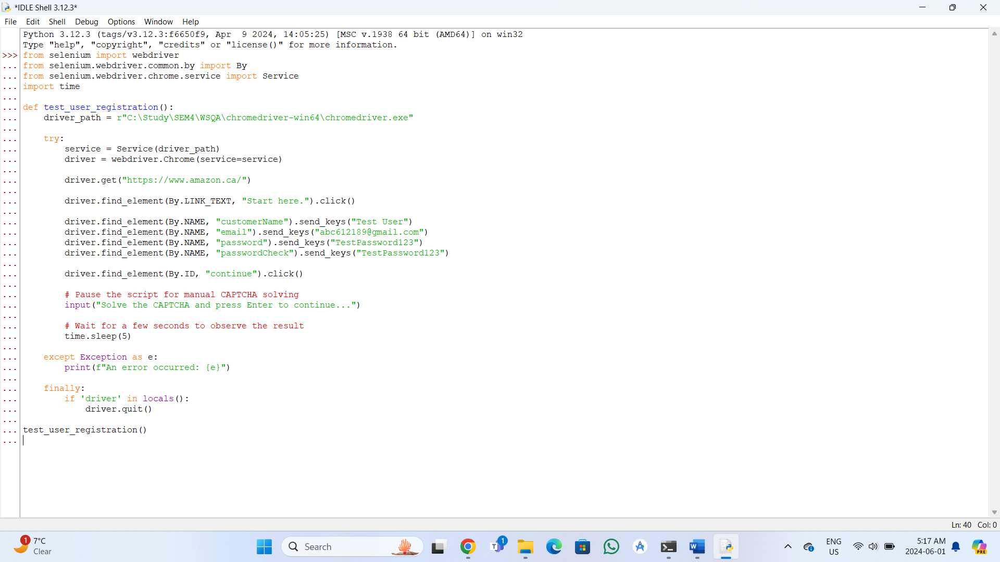 *IDLE Shell 3.12.3*
File Edit Shell Debug Options Window Help
Python 3.12.3 (tags/v3.12.3:f6650f9, Apr  9 2024, 14:05:25) [MSC v.1938 64 bit (AMD64)] on win32
Type "help", "copyright", "credits" or "license()" for more information.
>>> from selenium import webdriver
... from selenium.webdriver.common.by import By
... from selenium.webdriver.chrome.service import Service
... import time
...
... def test_user_registration():
...     driver_path = r"C:\Study\SEM4\WSQA\chromedriver-win64\chromedriver.exe"
...
...     try:
...         service = Service(driver_path)
...         driver = webdriver.Chrome(service=service)
...
...         driver.get("https://www.amazon.ca/")
...
...         driver.find_element(By.LINK_TEXT, "Start here.").click()
...
...         driver.find_element(By.NAME, "customerName").send_keys("Test User")
...         driver.find_element(By.NAME, "email").send_keys("abc612189@gmail.com")
...         driver.find_element(By.NAME, "password").send_keys("TestPassword123")
...         driver.find_element(By.NAME, "passwordCheck").send_keys("TestPassword123")
...
...         driver.find_element(By.ID, "continue").click()
...
...         # Pause the script for manual CAPTCHA solving
...         input("Solve the CAPTCHA and press Enter to continue...")
...
...         # Wait for a few seconds to observe the result
...         time.sleep(5)
...
...     except Exception as e:
...         print(f"An error occurred: {e}")
...
...     finally:
...         if 'driver' in locals():
...             driver.quit()
...
... test_user_registration()
...
Ln: 40 Col: 0
1
7°C
Clear
Search
1
ENG
US
5:17 AM
2024-06-01
PRE